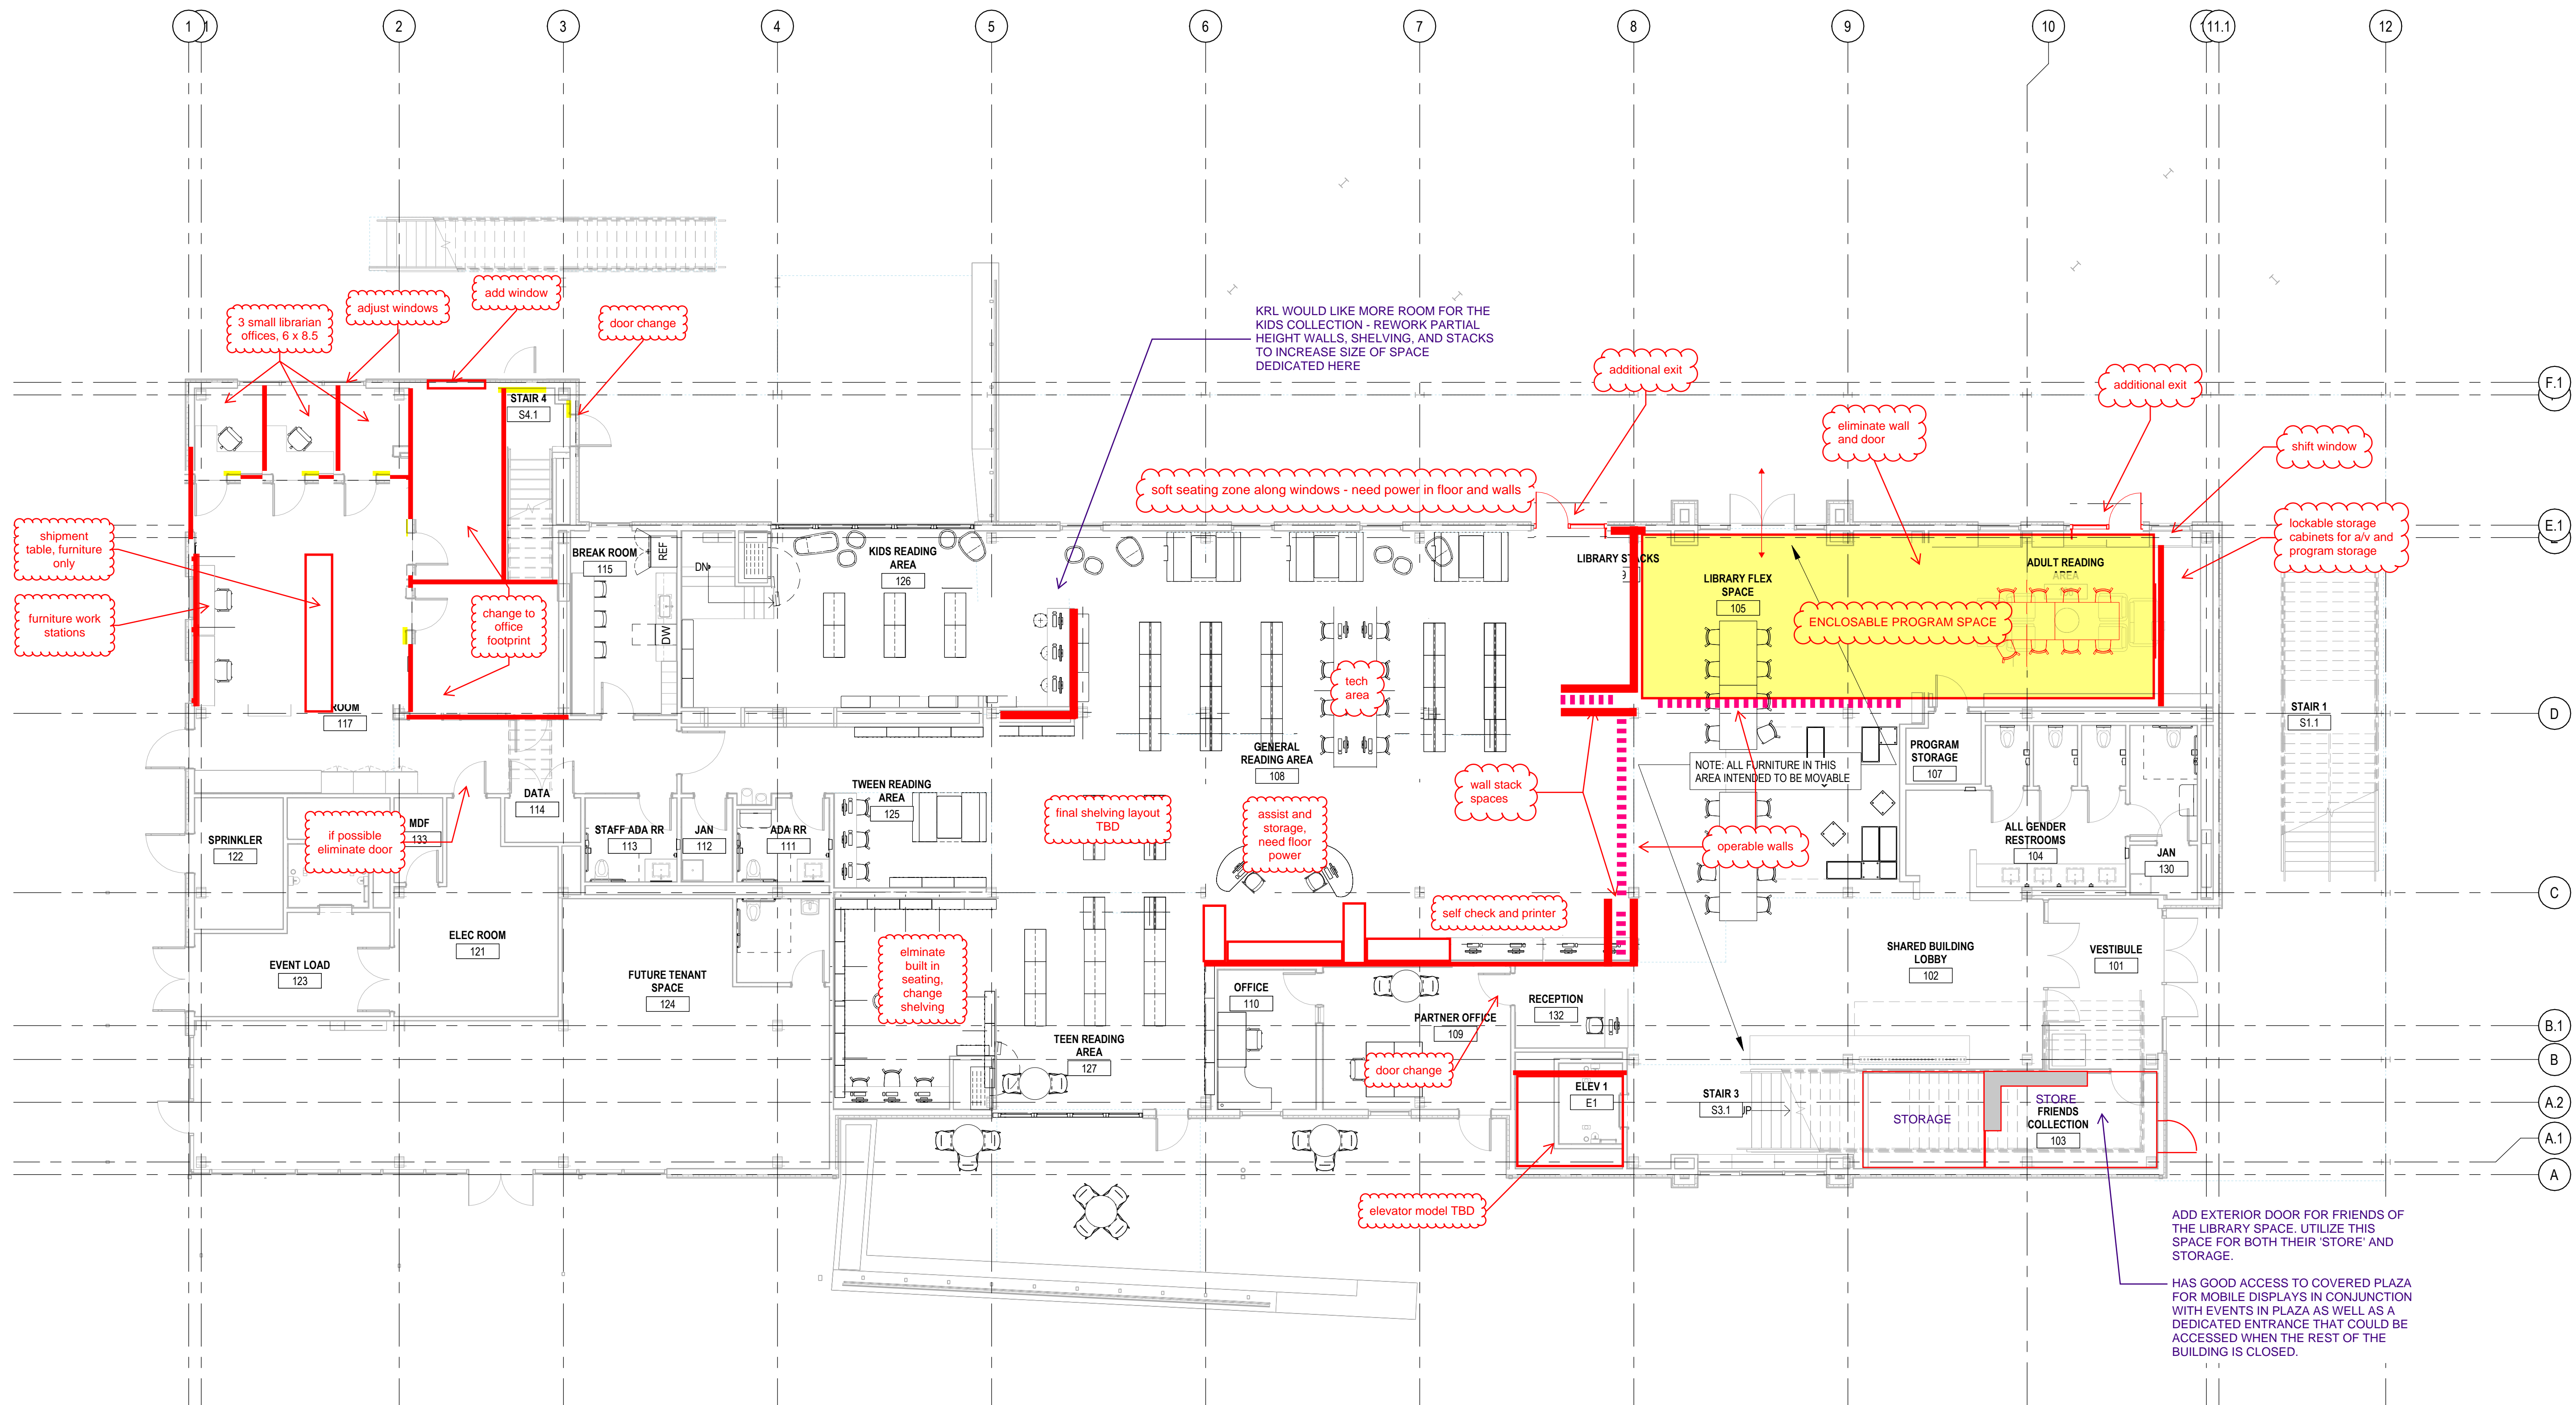 1
2
3
4
5
6
7
8
9
10
11.1
12
F.1
E.1
D
C
B.1
B
A.2
A.1
A
3 small librarian
offices, 6 x 8.5
adjust windows
add window
door change
KRL WOULD LIKE MORE ROOM FOR THE
KIDS COLLECTION - REWORK PARTIAL
HEIGHT WALLS, SHELVING, AND STACKS
TO INCREASE SIZE OF SPACE
DEDICATED HERE
additional exit
additional exit
eliminate wall
and door
shift window
STAIR 4
S4.1
soft seating zone along windows - need power in floor and walls
shipment
table, furniture
only
furniture work
stations
change to
office
footprint
BREAK ROOM
115
REF
DW
DN
KIDS READING
AREA
126
LIBRARY STACKS
LIBRARY FLEX
SPACE
105
ADULT READING
AREA
ENCLOSABLE PROGRAM SPACE
lockable storage
cabinets for a/v and
program storage
tech
area
ROOM
117
STAIR 1
S1.1
GENERAL
READING AREA
108
NOTE: ALL FURNITURE IN THIS
AREA INTENDED TO BE MOVABLE
PROGRAM
STORAGE
107
wall stack
spaces
operable walls
TWEEN READING
AREA
125
final shelving layout
TBD
assist and
storage,
need floor
power
DATA
114
MDF
133
if possible
eliminate door
SPRINKLER
122
STAFF ADA RR
113
JAN
112
ADA RR
111
ALL GENDER
RESTROOMS
104
JAN
130
self check and printer
EVENT LOAD
123
ELEC ROOM
121
FUTURE TENANT
SPACE
124
elminate
built in
seating,
change
shelving
OFFICE
110
PARTNER OFFICE
109
RECEPTION
132
SHARED BUILDING
LOBBY
102
VESTIBULE
101
TEEN READING
AREA
127
door change
ELEV 1
E1
STAIR 3
S3.1
UP
STORAGE
STORE
FRIENDS
COLLECTION
103
elevator model TBD
ADD EXTERIOR DOOR FOR FRIENDS OF
THE LIBRARY SPACE. UTILIZE THIS
SPACE FOR BOTH THEIR 'STORE' AND
STORAGE.
HAS GOOD ACCESS TO COVERED PLAZA
FOR MOBILE DISPLAYS IN CONJUNCTION
WITH EVENTS IN PLAZA AS WELL AS A
DEDICATED ENTRANCE THAT COULD BE
ACCESSED WHEN THE REST OF THE
BUILDING IS CLOSED.